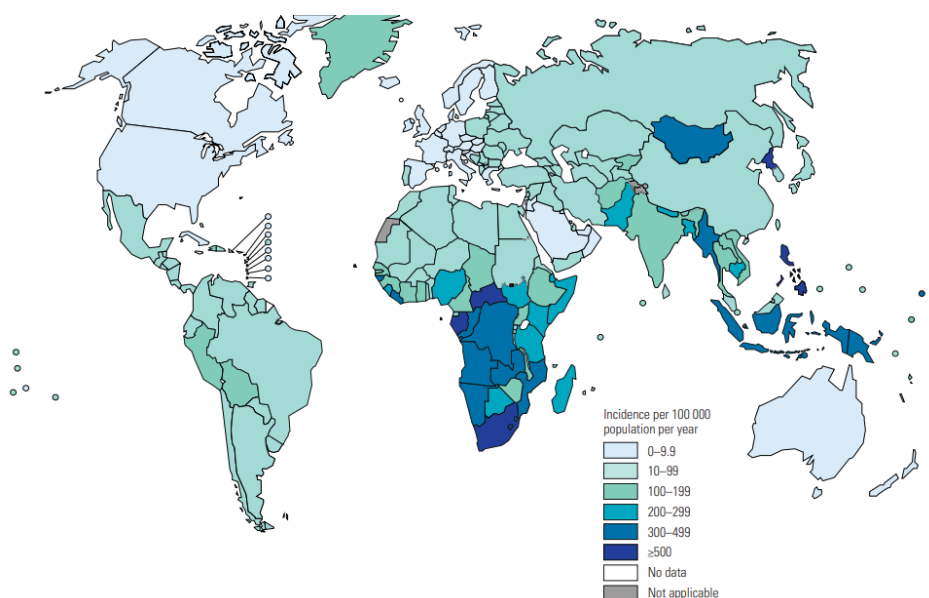 Incidence per 100 000
population per year
0–9.9
10–99
100–199
200–299
300–499
≥500
No data
Not applicable